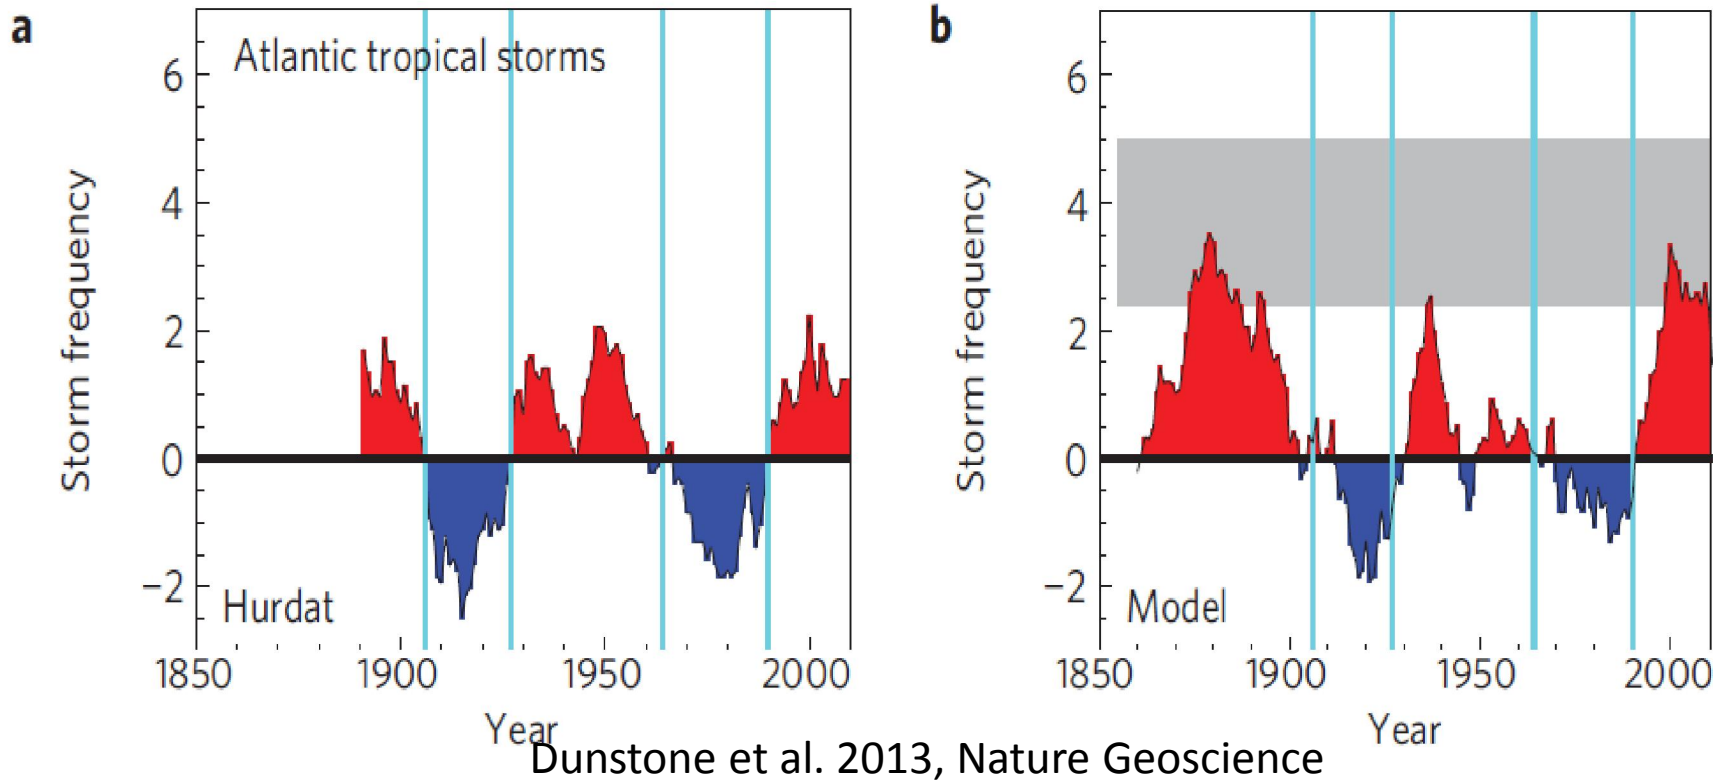 a
Atlantic tropical storms
6
4
2
0
−2
Storm frequency
Hurdat
1850 1900 1950 2000
Year
b
6
4
2
0
−2
Storm frequency
Model
1850 1900 1950 2000
Year
Dunstone et al. 2013, Nature Geoscience